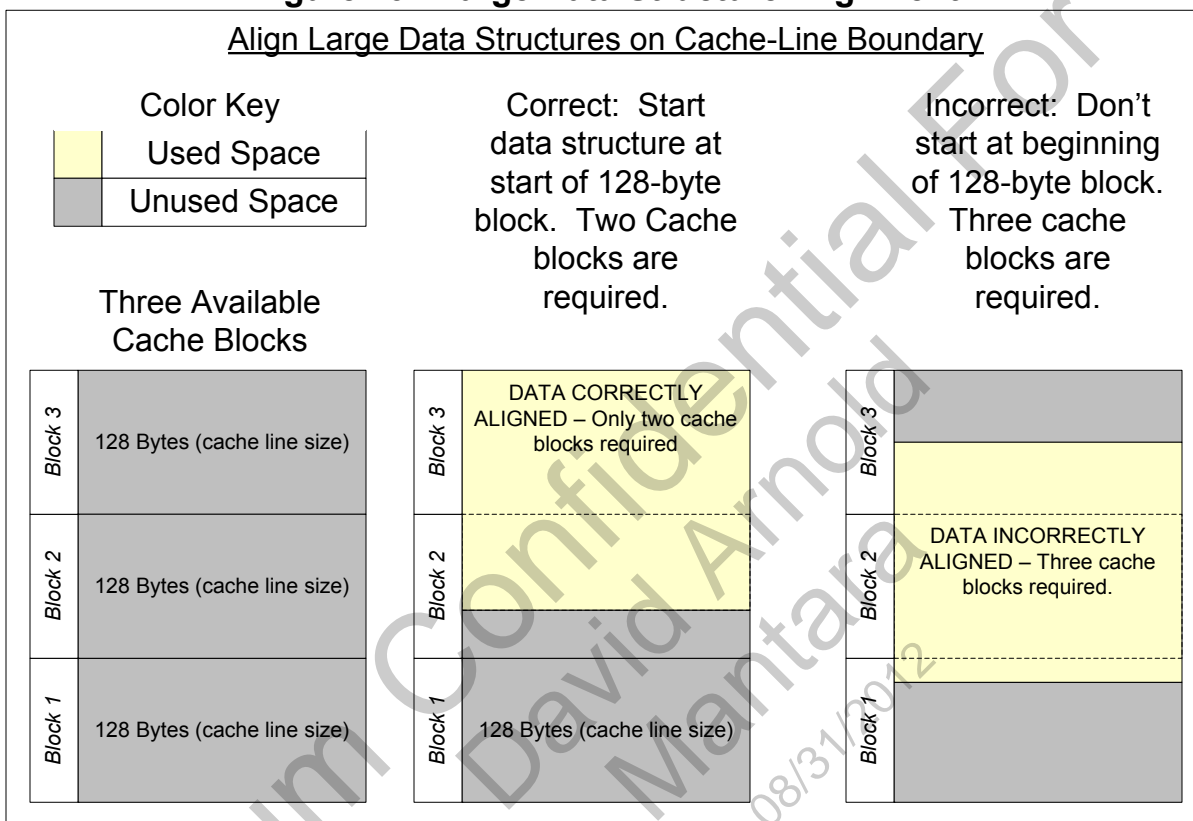 Align Large Data Structures on Cache-Line Boundary
Color Key
Used Space
Unused Space
Three Available
Cache Blocks
Block 3
128 Bytes (cache line size)
Block 2
128 Bytes (cache line size)
Block 1
128 Bytes (cache line size)
Correct: Start
data structure at
start of 128-byte
block. Two Cache
blocks are
required.
Block 3
DATA CORRECTLY
ALIGNED – Only two cache
blocks required
Block 2
Block 1
128 Bytes (cache line size)
Incorrect: Don't
start at beginning
of 128-byte block.
Three cache
blocks are
required.
Block 3
Block 2
DATA INCORRECTLY
ALIGNED – Three cache
blocks required.
Block 1
Confidential For
David Arnold
Mantara
08/31/2012